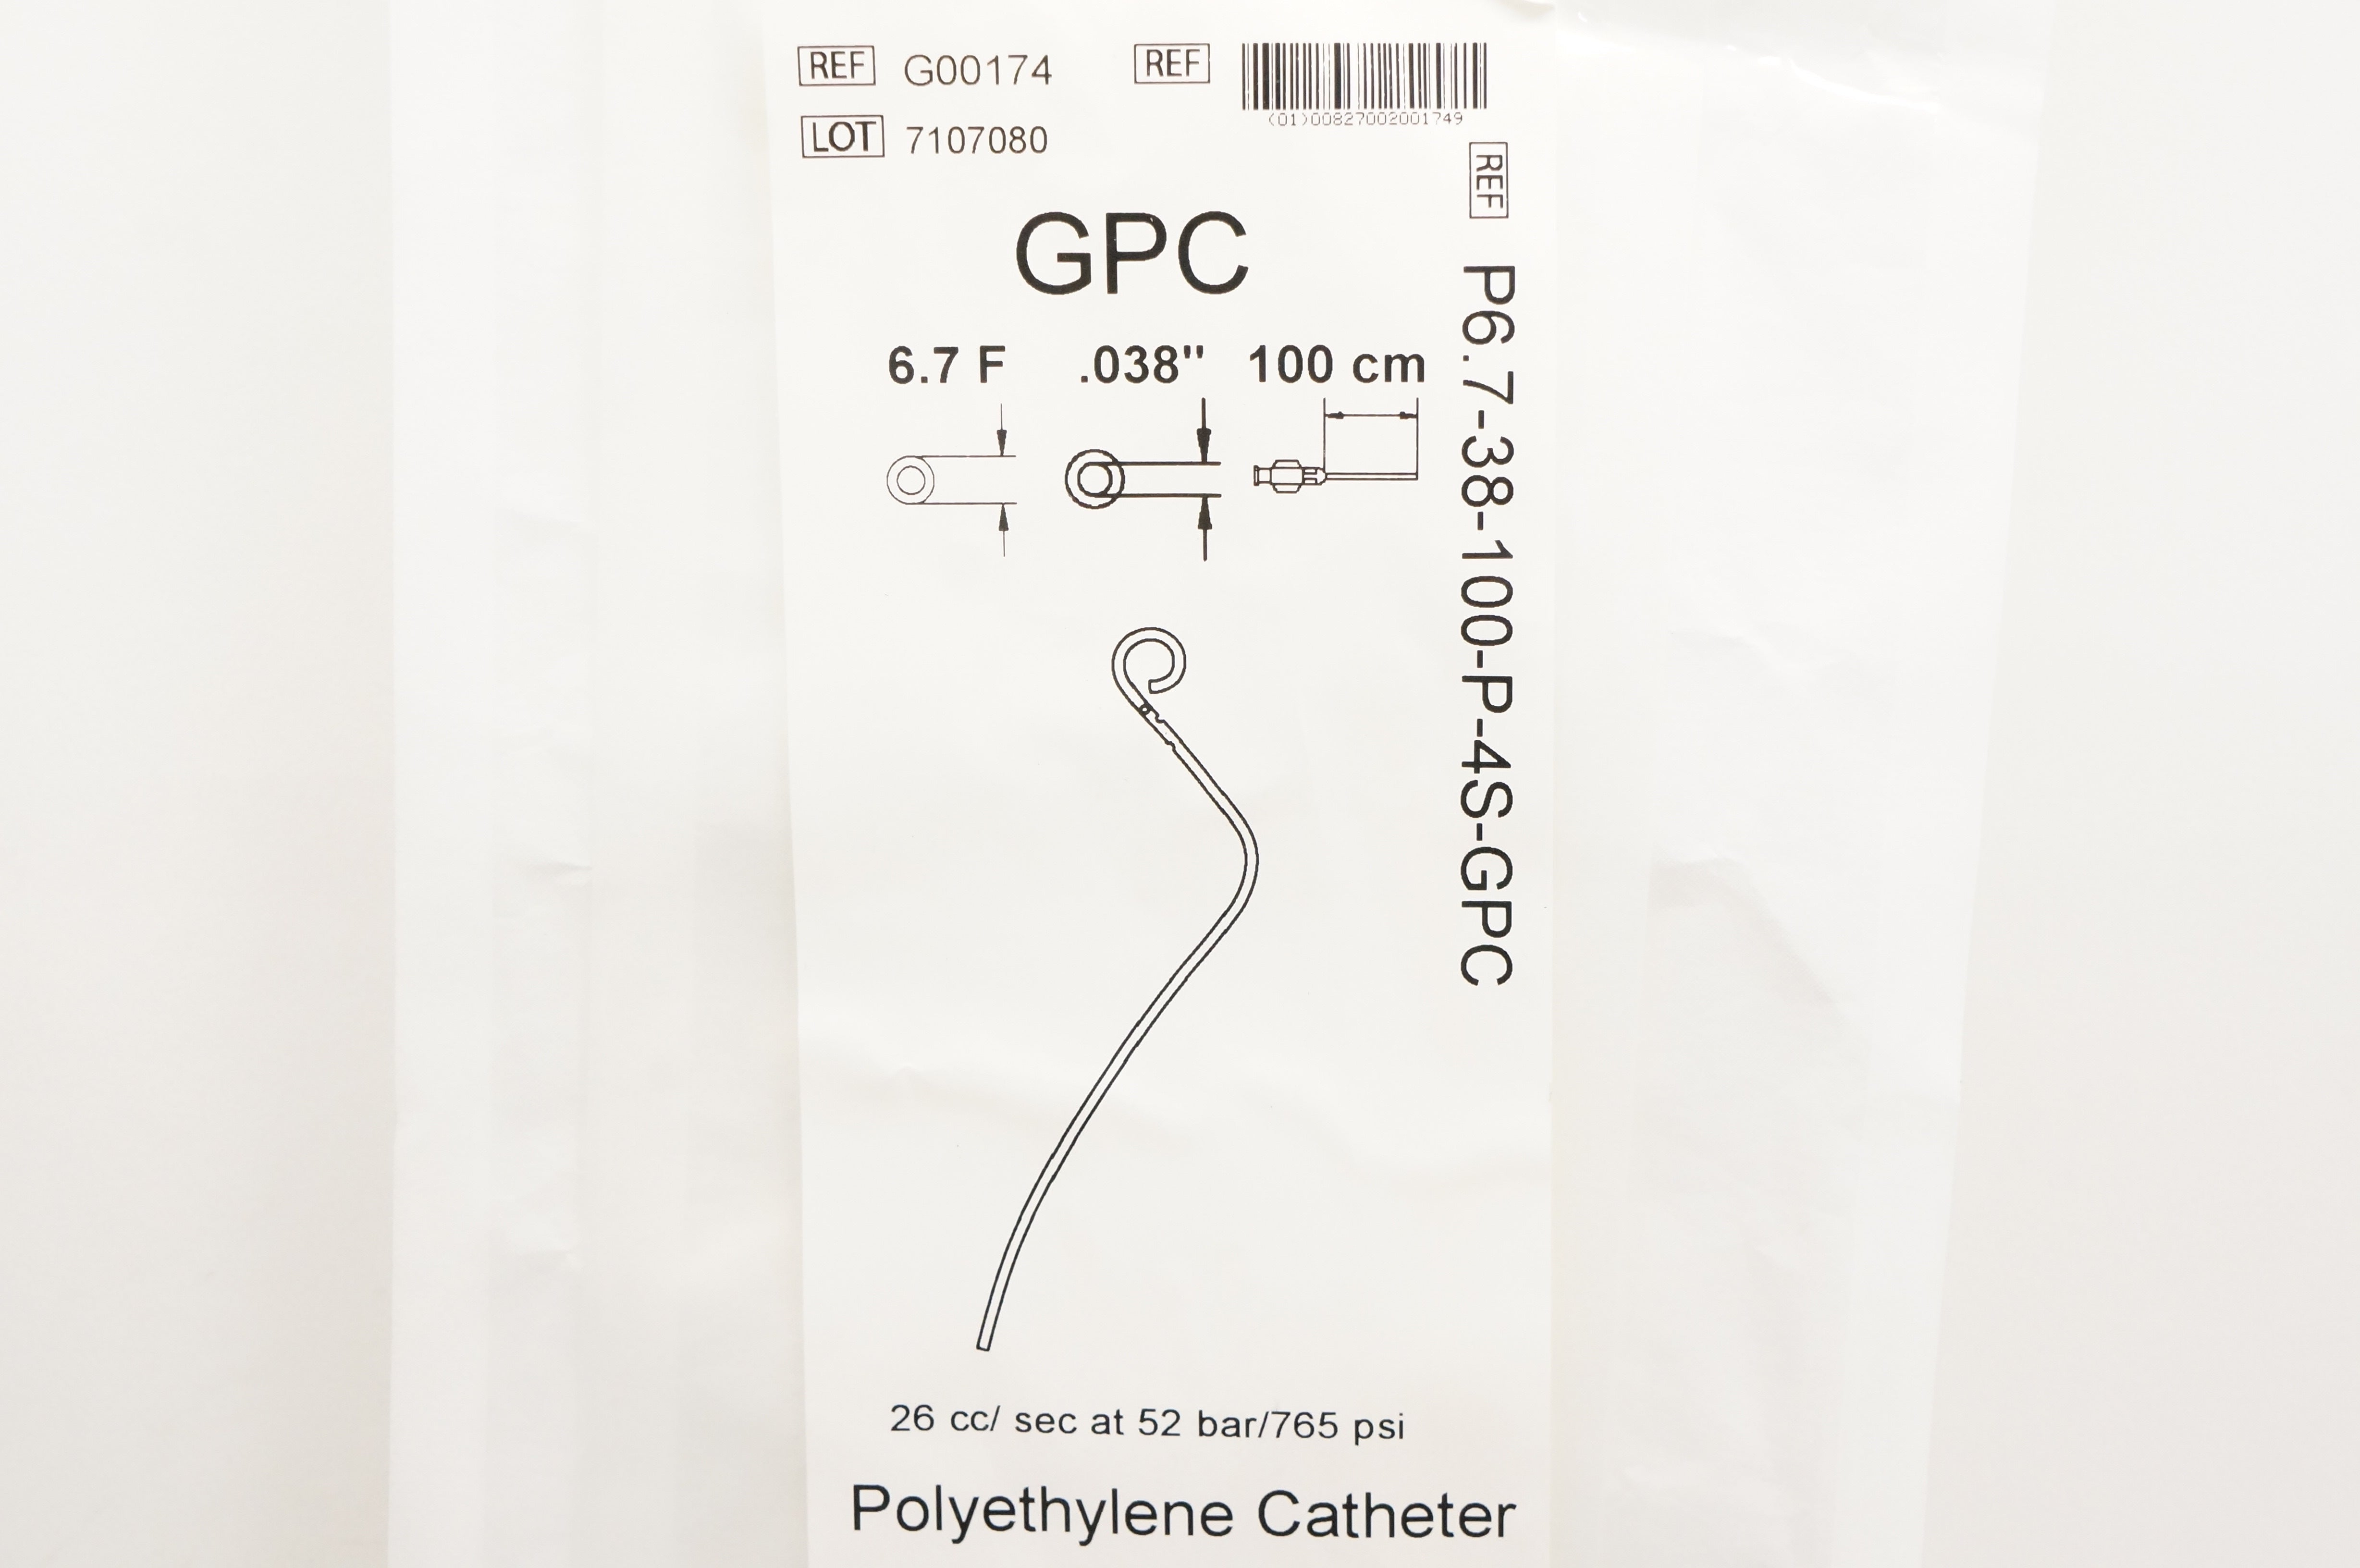 REF G00174 REF
(01)00827002001749
LOT 7107080
REF P6.7-38-100-P-4S-GPC
GPC
6.7 F .038" 100 cm
26 cc/ sec at 52 bar/765 psi
Polyethylene Catheter